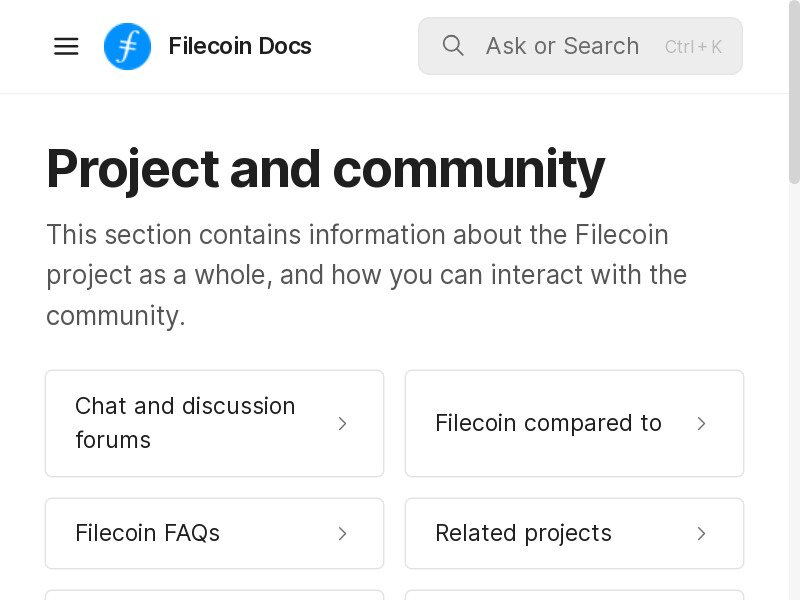 Filecoin Docs
Ask or Search
Ctrl + K
Project and community
This section contains information about the Filecoin
project as a whole, and how you can interact with the
community.
Chat and discussion
forums
Filecoin compared to
Filecoin FAQs
Related projects